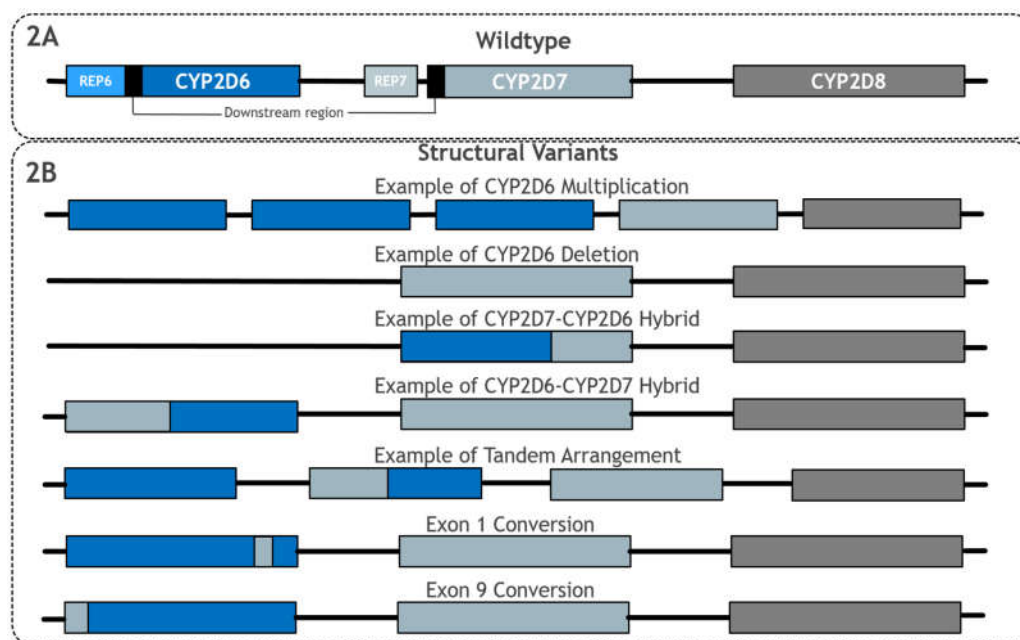 2A
Wildtype
REP6 CYP2D6 REP7 CYP2D7 CYP2D8
Downstream region
Structural Variants
2B
Example of CYP2D6 Multiplication
Example of CYP2D6 Deletion
Example of CYP2D7-CYP2D6 Hybrid
Example of CYP2D6-CYP2D7 Hybrid
Example of Tandem Arrangement
Exon 1 Conversion
Exon 9 Conversion